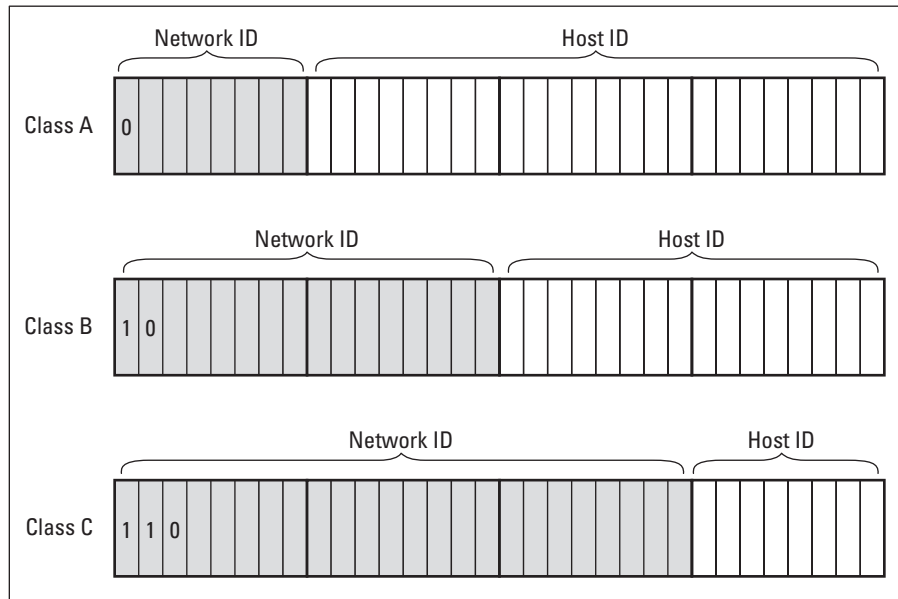 Network ID Host ID
Class A 0
Network ID Host ID
Class B 1 0
Network ID Host ID
Class C 1 1 0